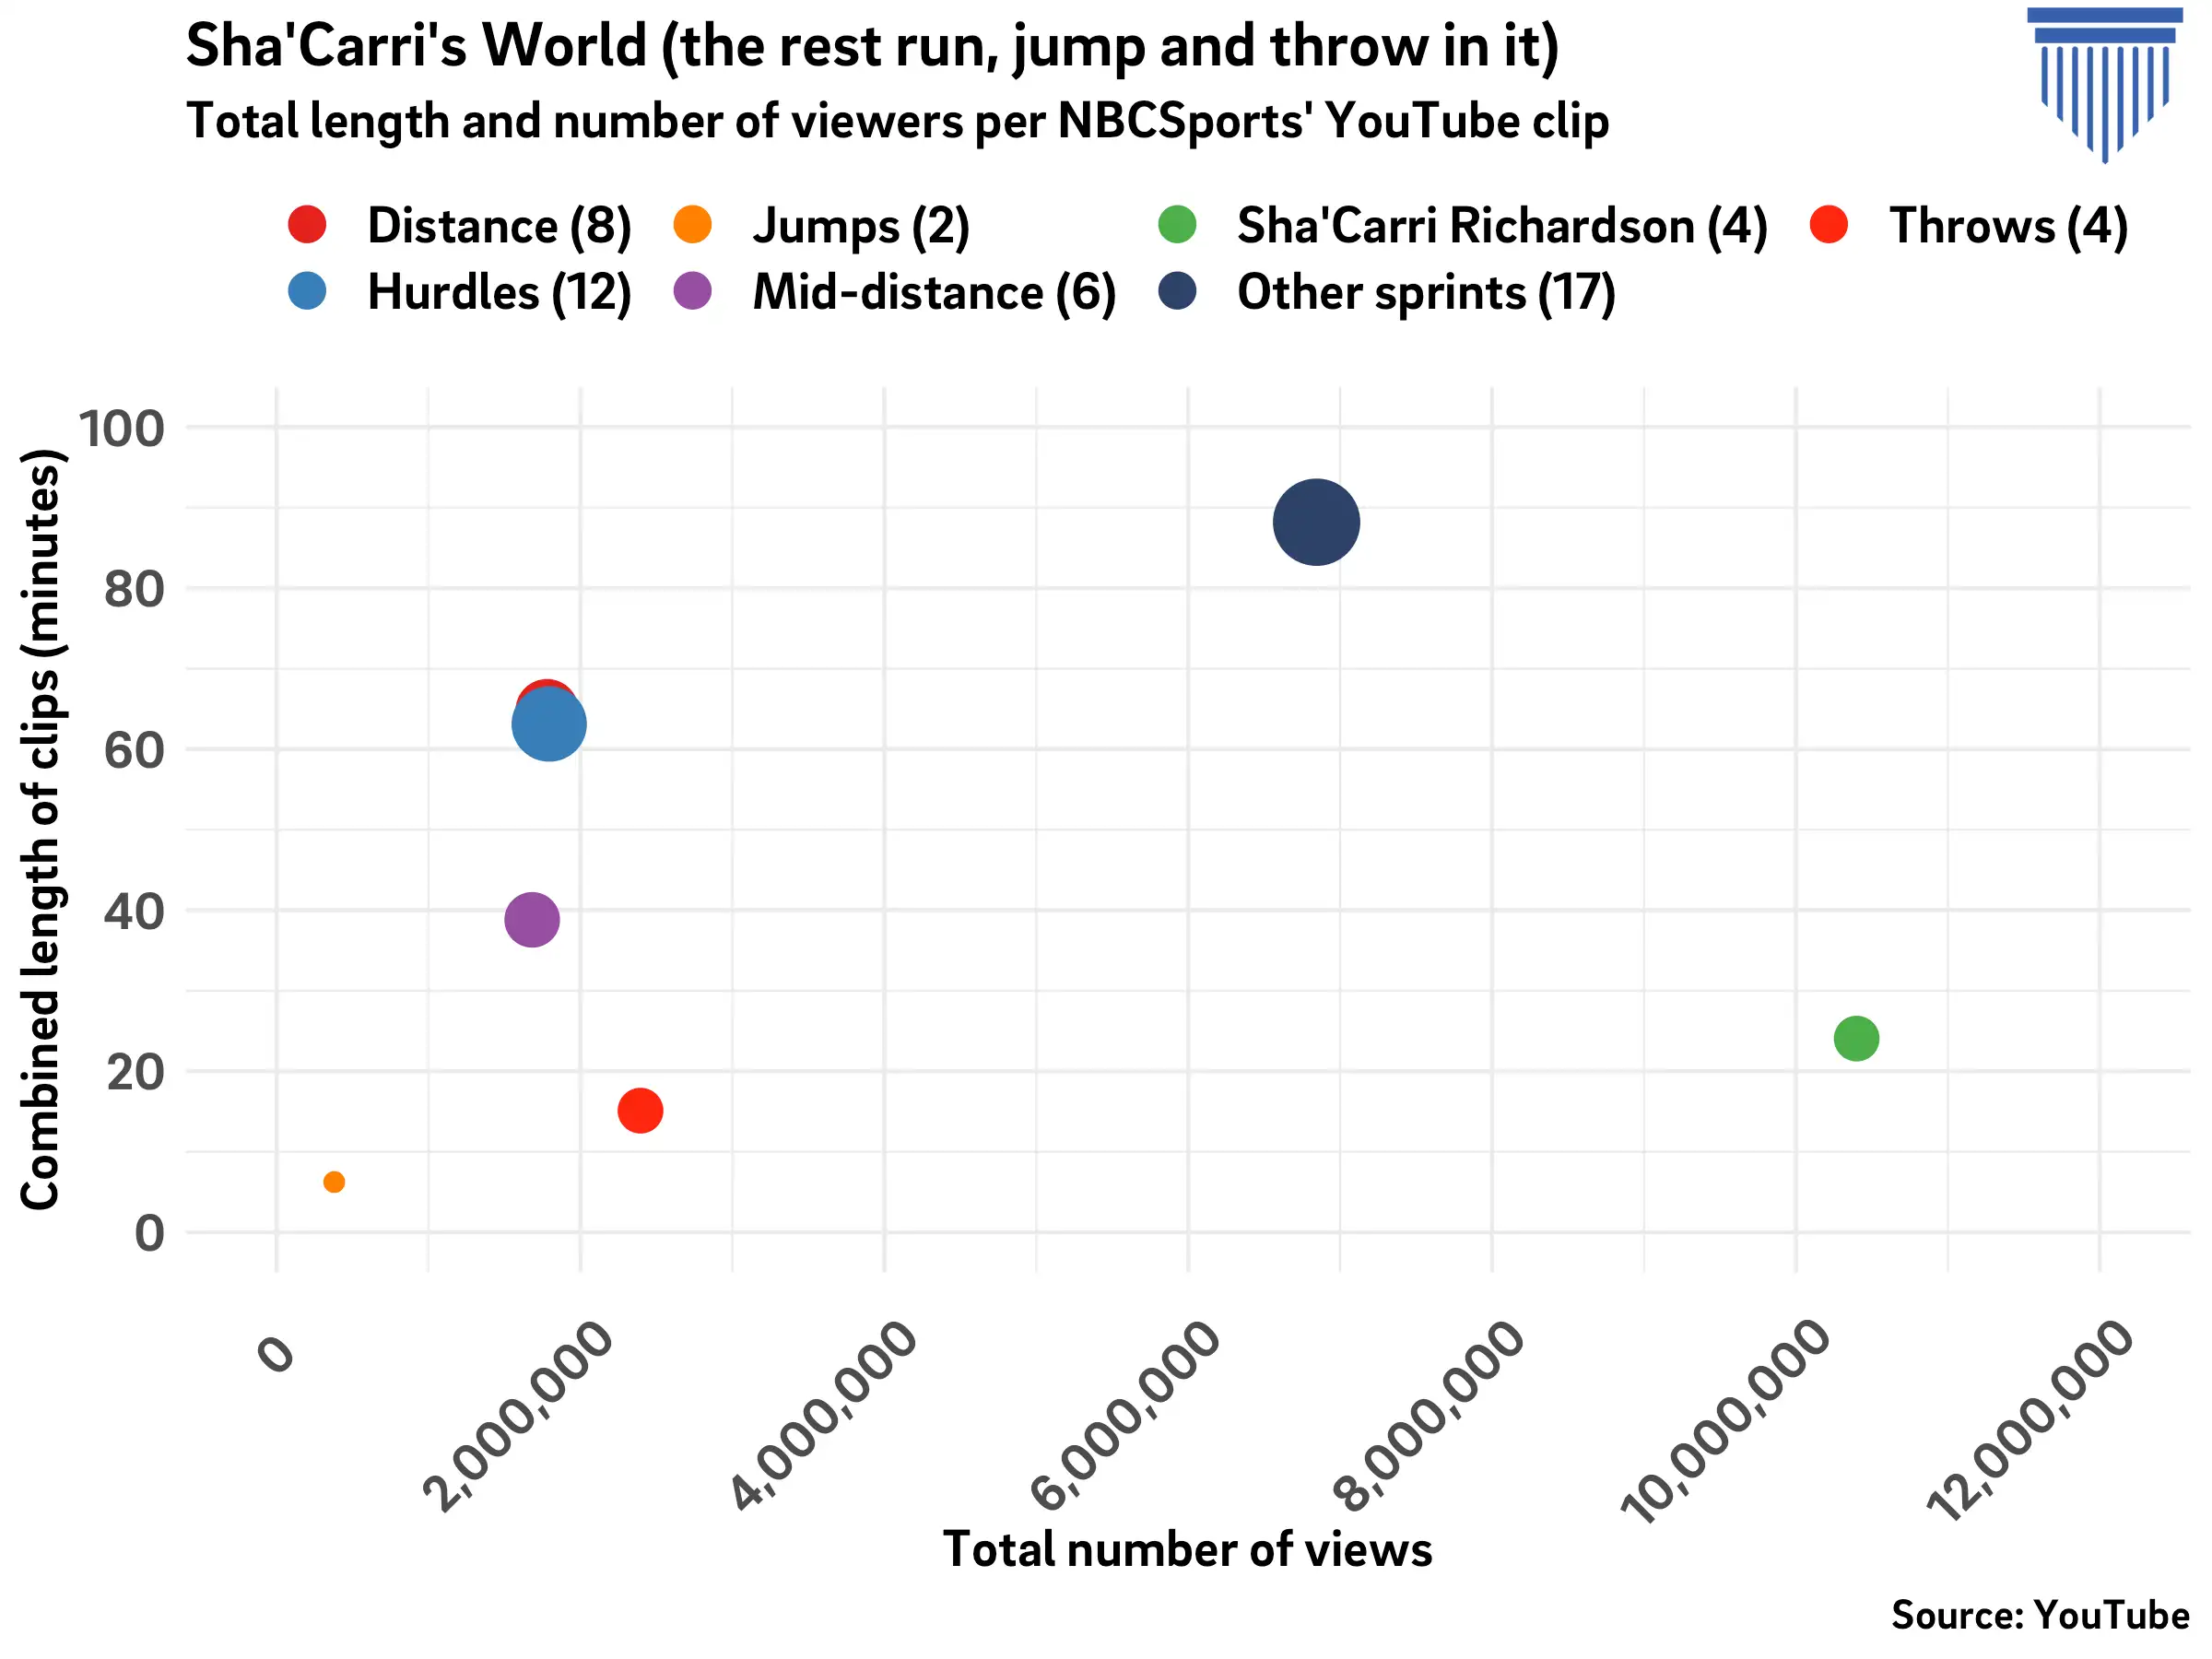 Sha'Carri's World (the rest run, jump and throw in it)
Total length and number of viewers per NBCSports' YouTube clip
Distance (8) Jumps (2) Sha'Carri Richardson (4) Throws (4)
Hurdles (12) Mid-distance (6) Other sprints (17)
Combined length of clips (minutes)
100
80
60
40
20
0
0 2,000,000 4,000,000 6,000,000 8,000,000 10,000,000 12,000,000
Total number of views
Source: YouTube